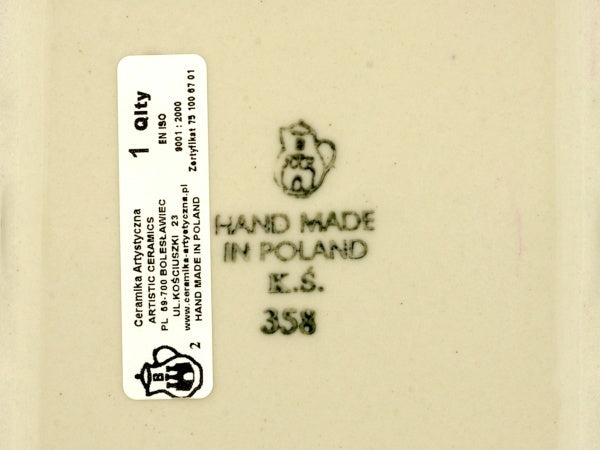 1 Qlty
EN ISO
9001 : 2000
Zertyfikat 75 100 67 01
Ceramika Artystyczna
ARTISTIC CERAMICS
PL 59-700 BOLESŁAWIEC
UL.KOŚCIUSZKI 23
www.ceramika-artystyczna.pl
HAND MADE IN POLAND
2
B
B
HAND MADE
IN POLAND
K.Ś.
358